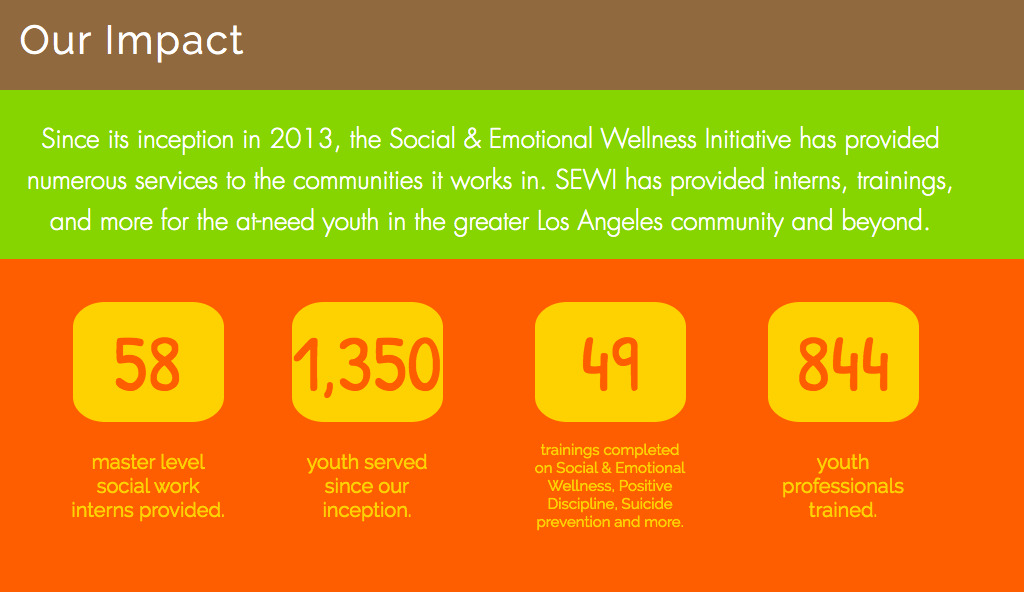 Our Impact
Since its inception in 2013, the Social & Emotional Wellness Initiative has provided
numerous services to the communities it works in. SEWI has provided interns, trainings,
and more for the at-need youth in the greater Los Angeles community and beyond.
58
master level
social work
interns provided.
1,350
youth served
since our
inception.
49
trainings completed
on Social & Emotional
Wellness, Positive
Discipline, Suicide
prevention and more.
844
youth
professionals
trained.